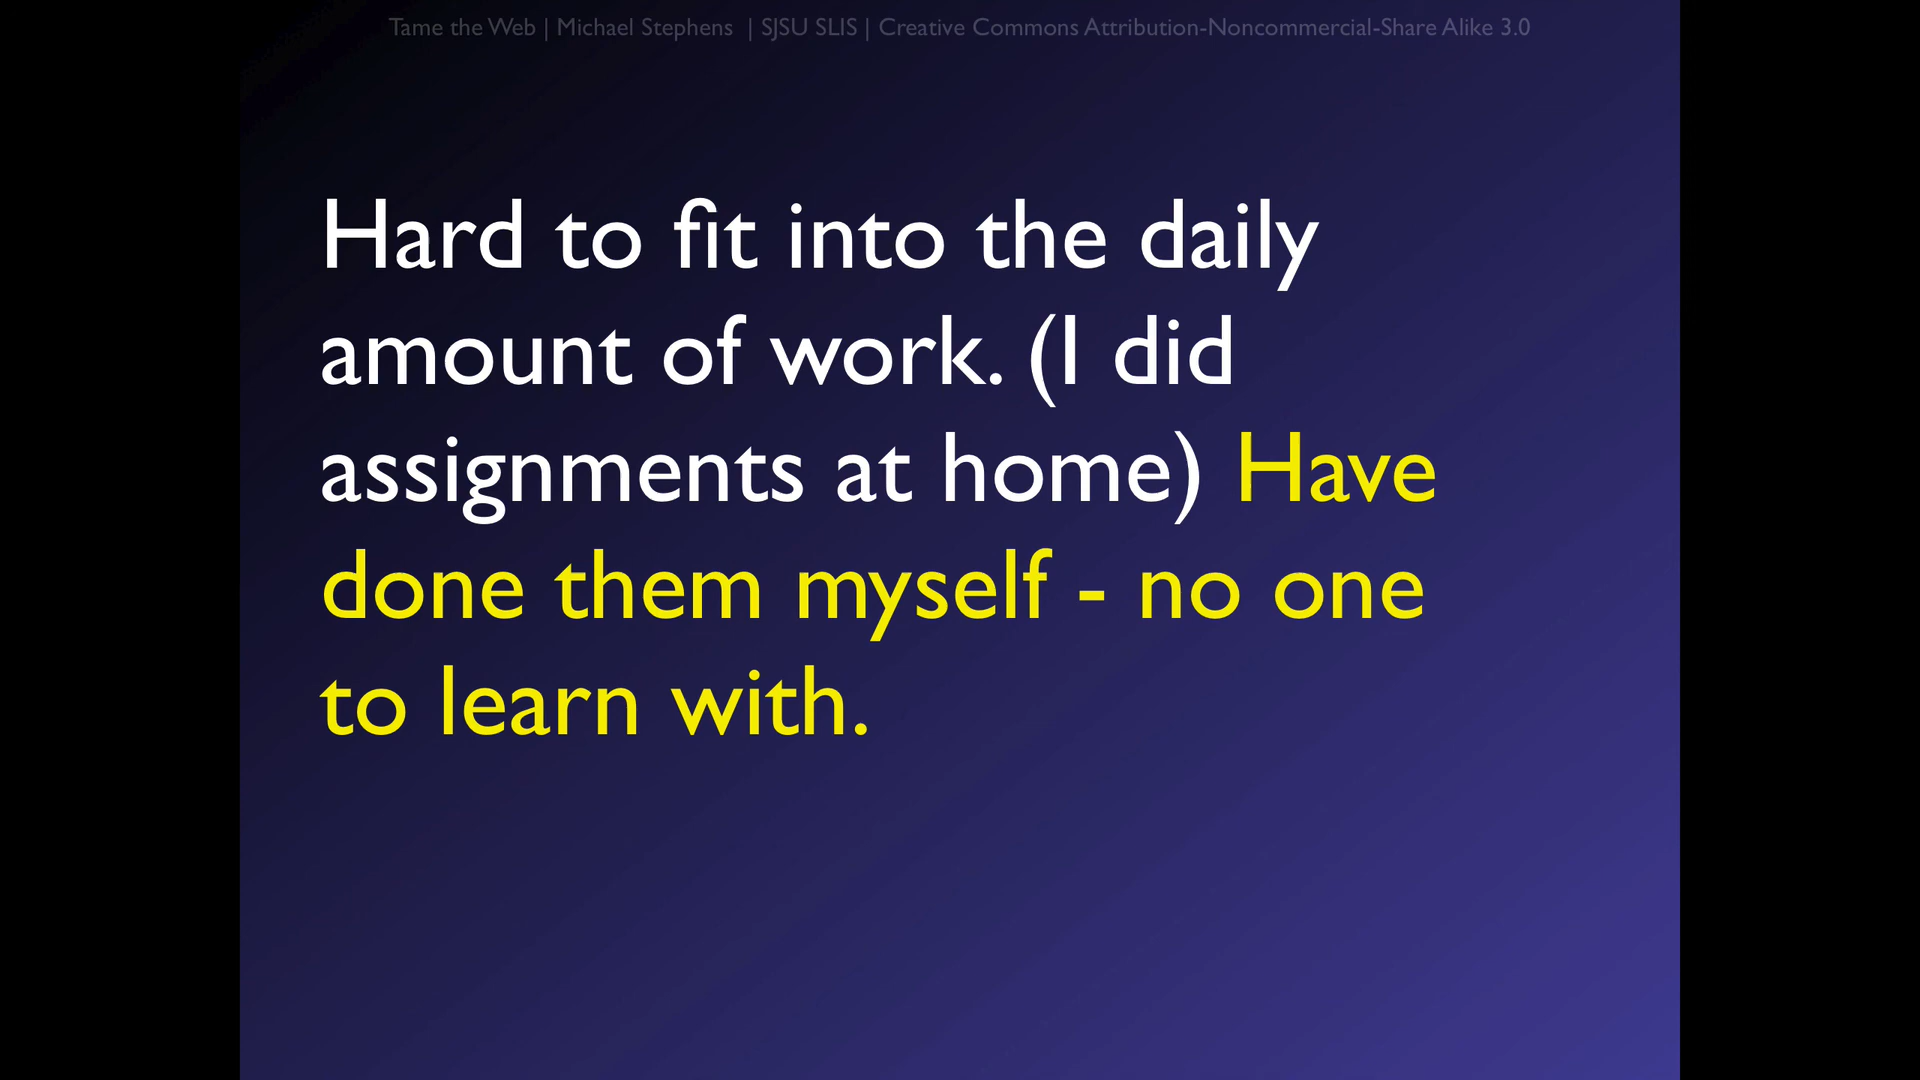 Tame the Web | Michael Stephens | SJSU SLIS | Creative Commons Attribution-Noncommercial-Share Alike 3.0
Hard to fit into the daily
amount of work. (I did
assignments at home) Have
done them myself - no one
to learn with.